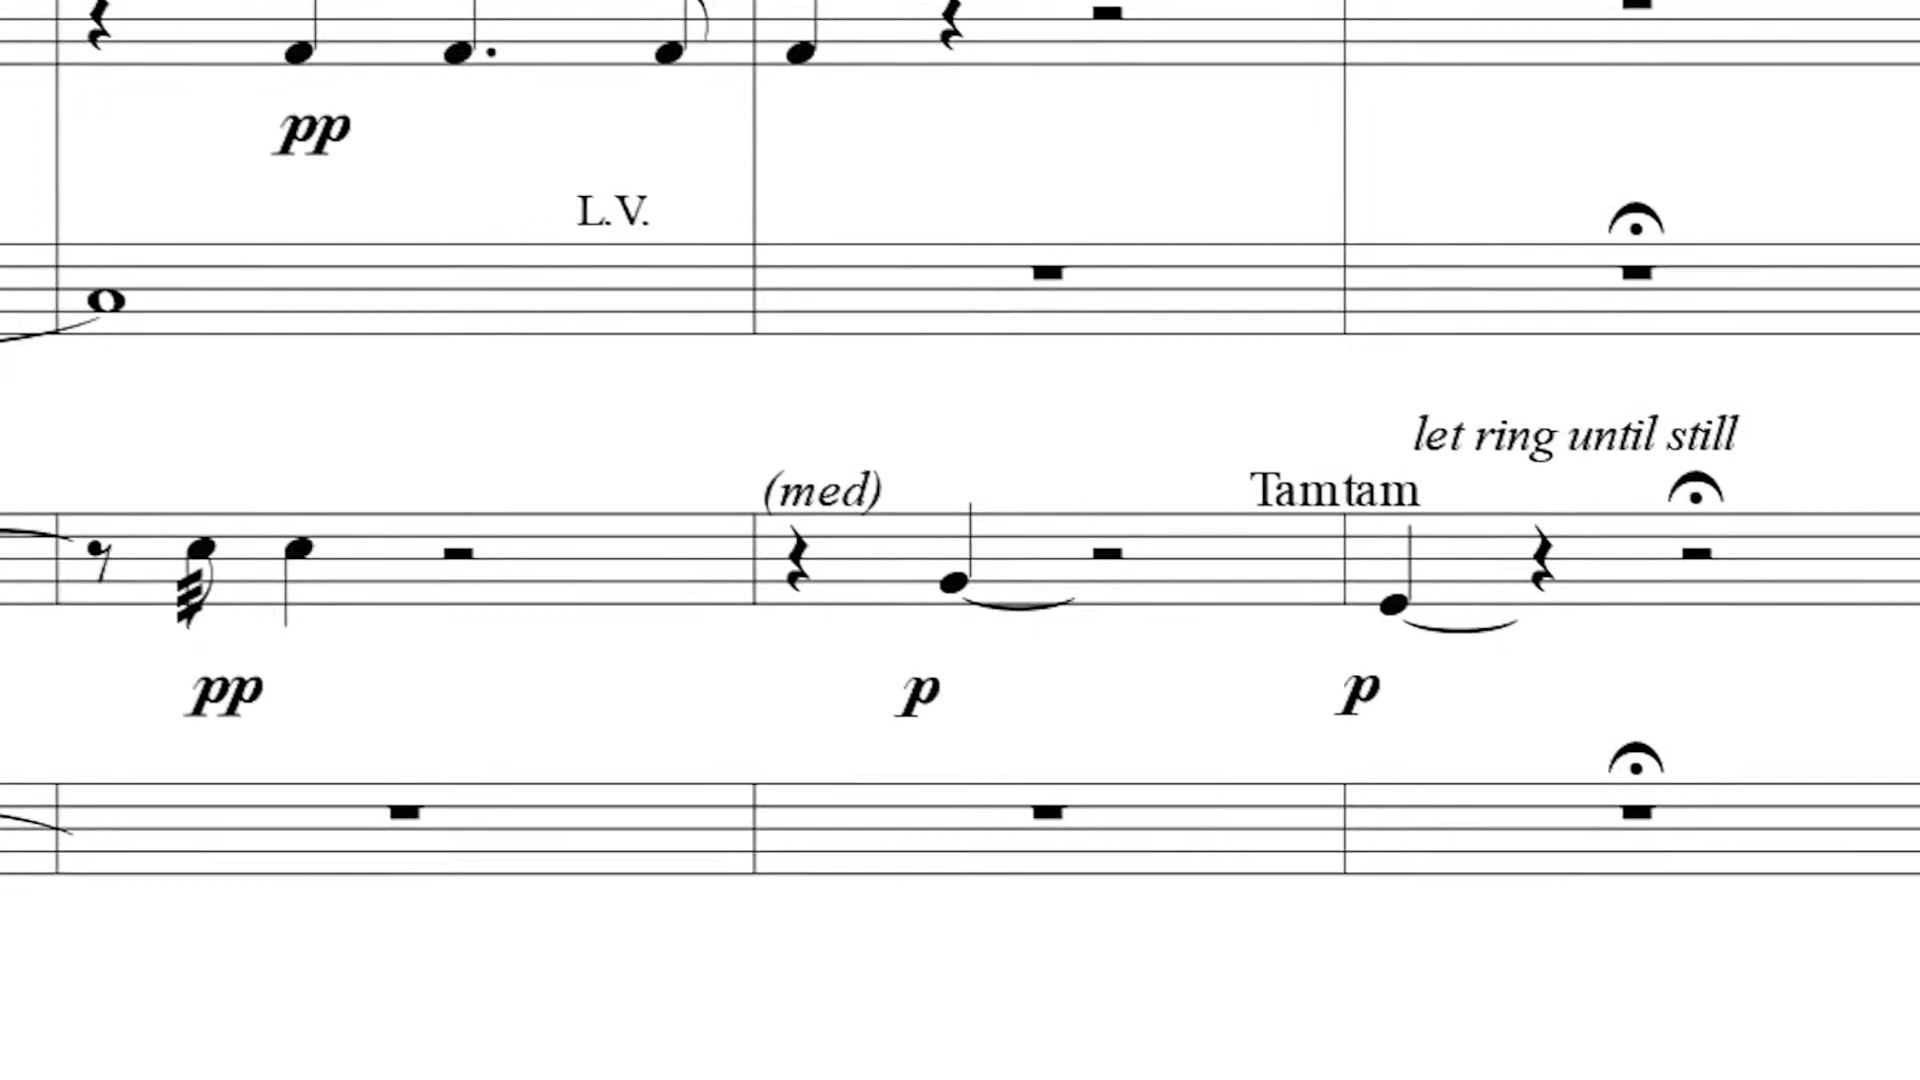 pp
L.V.
let ring until still
(med)
Tamtam
pp
p
p